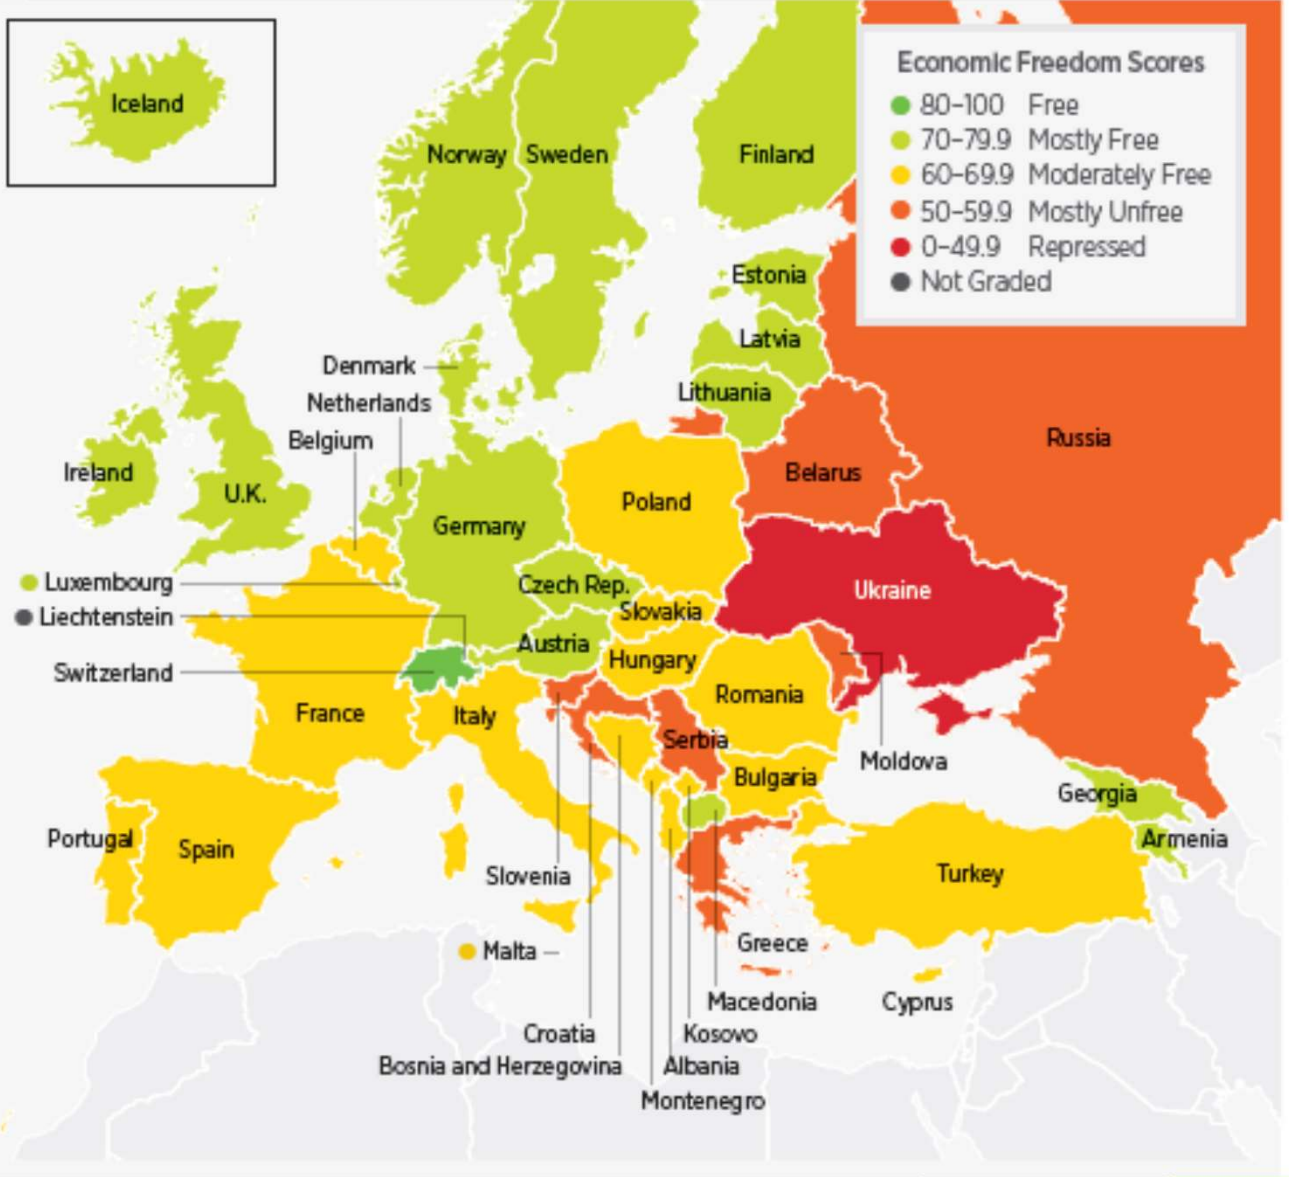 Iceland
Economic Freedom Scores
80–100 Free
70–79.9 Mostly Free
60–69.9 Moderately Free
50–59.9 Mostly Unfree
0–49.9 Repressed
Not Graded
Norway
Sweden
Finland
Estonia
Latvia
Denmark
Lithuania
Netherlands
Belgium
Russia
Ireland
Belarus
U.K.
Poland
Germany
Luxembourg
Czech Rep.
Ukraine
Slovakia
Liechtenstein
Austria
Hungary
Switzerland
Romania
France
Italy
Serbia
Moldova
Bulgaria
Georgia
Portugal
Armenia
Spain
Slovenia
Turkey
Greece
Malta
Macedonia
Cyprus
Croatia
Kosovo
Bosnia and Herzegovina
Albania
Montenegro